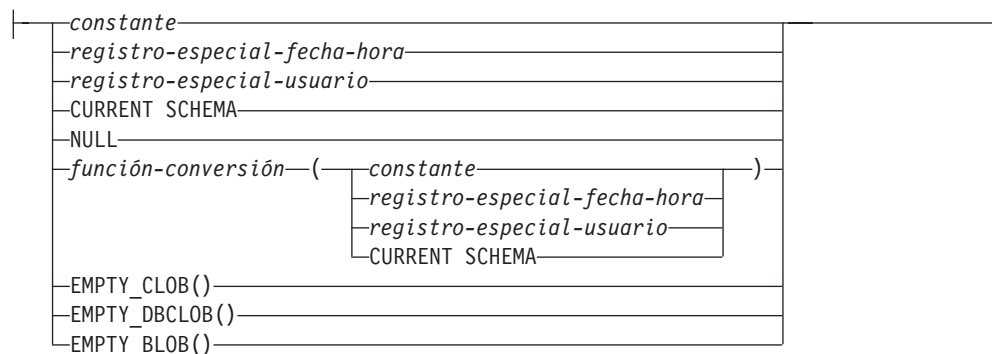 constante
registro-especial-fecha-hora
registro-especial-usuario
CURRENT SCHEMA
NULL
función-conversión ( constante )
registro-especial-fecha-hora
registro-especial-usuario
CURRENT SCHEMA
EMPTY_CLOB()
EMPTY_DBCLOB()
EMPTY_BLOB()